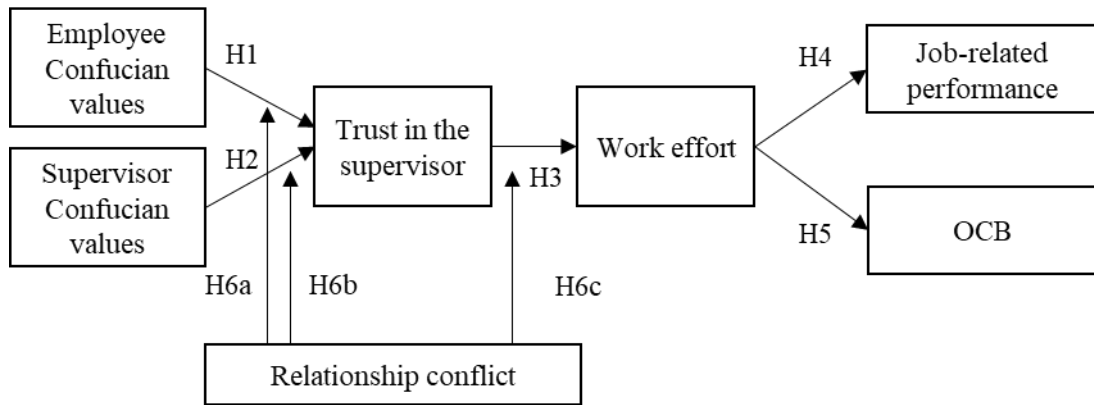 Employee
Confucian
values
H1
Supervisor
Confucian
values
H2
Trust in the
supervisor
H3
Work effort
H4
Job-related
performance
H5
OCB
H6a
H6b
H6c
Relationship conflict